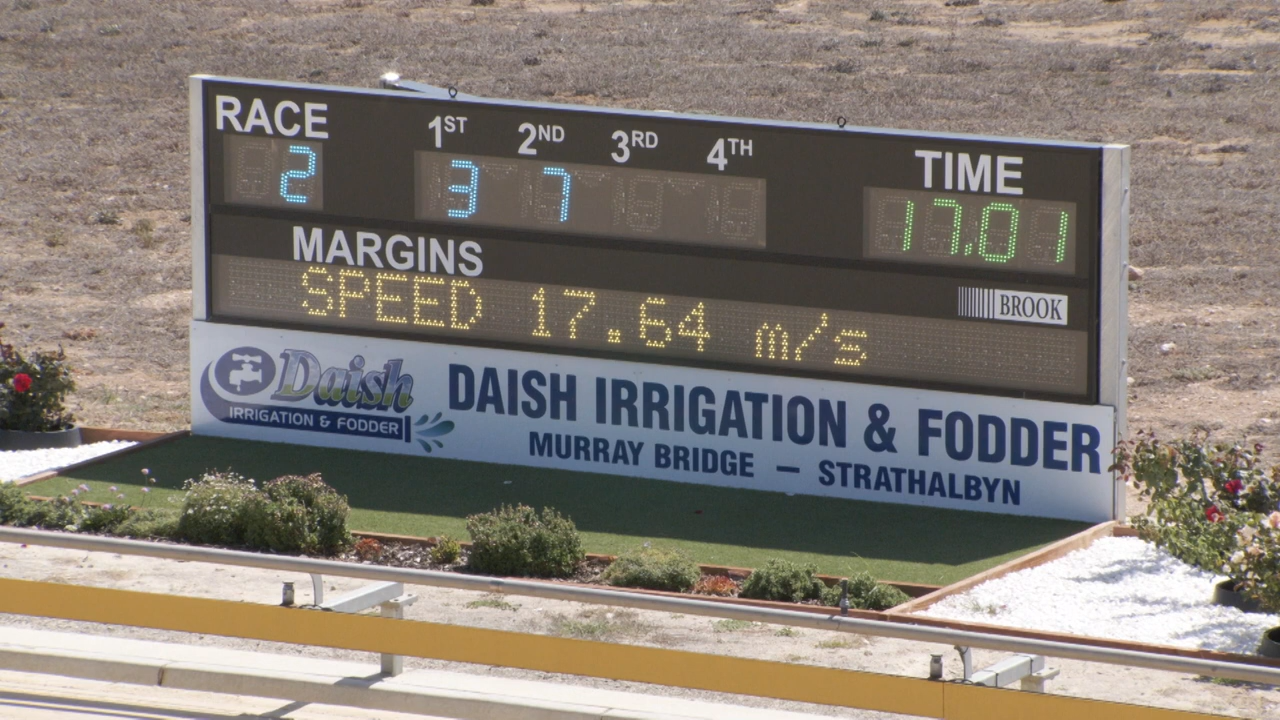 RACE 1ST 2ND 3RD 4TH TIME
2 3 7 17.01
MARGINS
BROOK
SPEED 17.64 m/s
Daish
IRRIGATION & FODDER
DAISH IRRIGATION & FODDER
MURRAY BRIDGE — STRATHALBYN